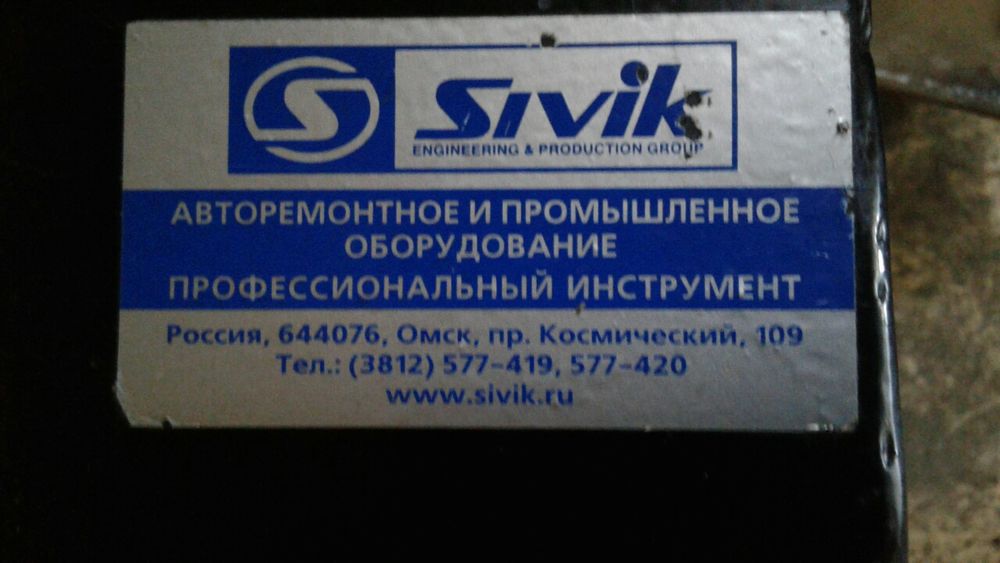 SIVIK
ENGINEERING & PRODUCTION GROUP
АВТОРЕМОНТНОЕ И ПРОМЫШЛЕННОЕ
ОБОРУДОВАНИЕ
ПРОФЕССИОНАЛЬНЫЙ ИНСТРУМЕНТ
Россия, 644076, Омск, пр. Космический, 109
Тел.: (3812) 577-419, 577-420
www.sivik.ru